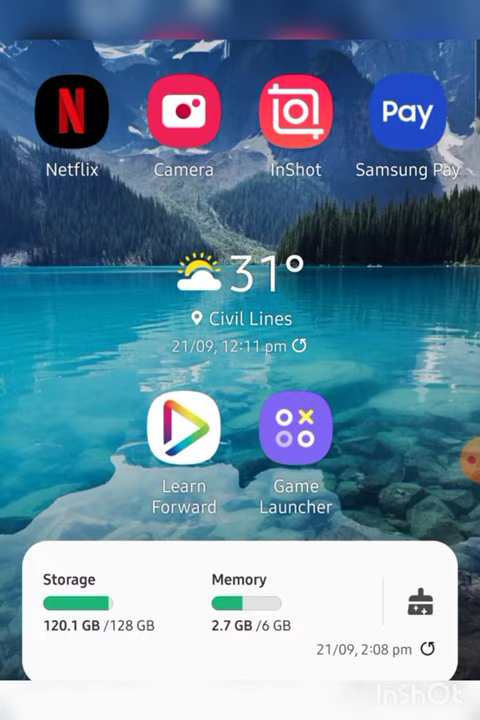 N
Pay
Netflix
Camera
InShot
Samsung Pay
31°
Civil Lines
21/09, 12:11 pm
Learn
Forward
Game
Launcher
Storage
Memory
120.1 GB /128 GB
2.7 GB /6 GB
21/09, 2:08 pm
InShOt